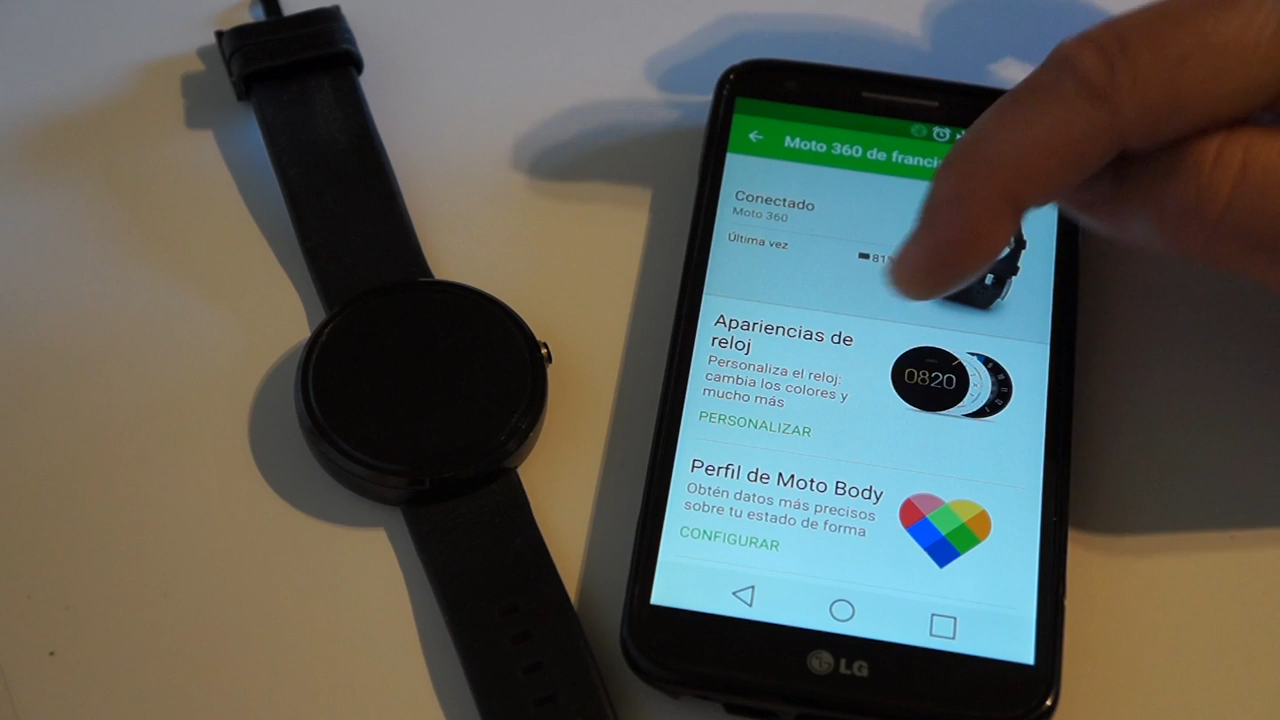 Moto 360 de
Conectado
Moto 360
Última vez
81
Apariencias de
reloj
Personaliza el reloj:
cambia los colores y
mucho más
PERSONALIZAR
0820
Perfil de Moto Body
Obtén datos más precisos
sobre tu estado de forma
CONFIGURAR
LG